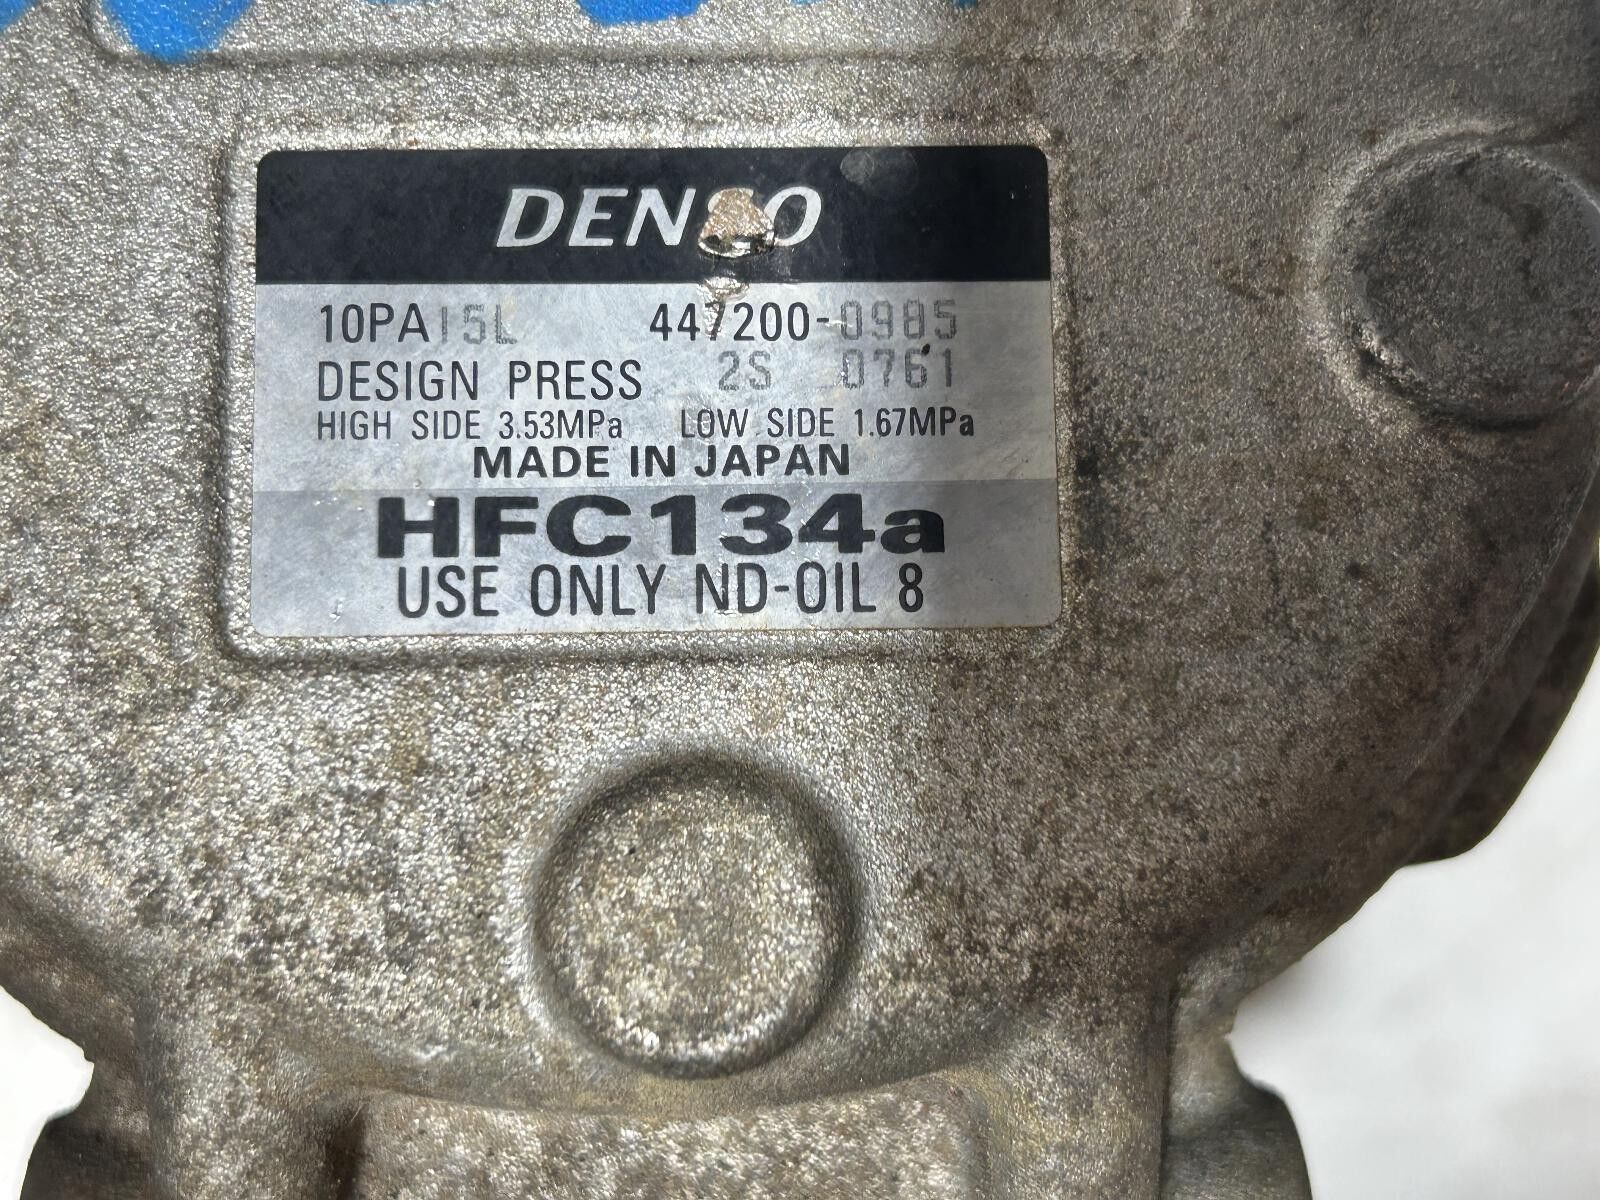 DENSO
10PA15L 447200-0985
DESIGN PRESS 2S 0761
HIGH SIDE 3.53MPa LOW SIDE 1.67MPa
MADE IN JAPAN
HFC134a
USE ONLY ND-OIL 8